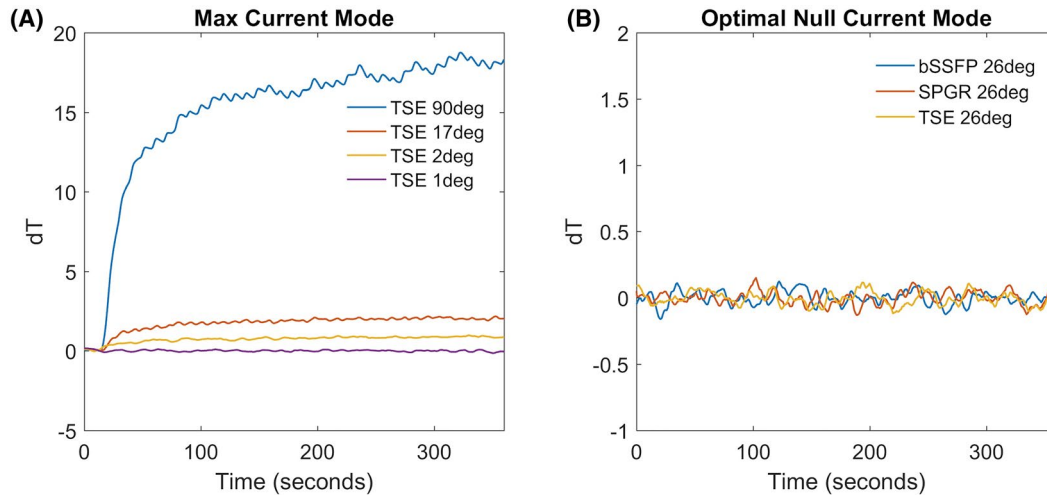 (A)
Max Current Mode
20
15
10
5
0
-5
dT
TSE 90deg
TSE 17deg
TSE 2deg
TSE 1deg
0
100
200
300
Time (seconds)
(B)
Optimal Null Current Mode
2
1.5
1
0.5
0
-0.5
-1
dT
bSSFP 26deg
SPGR 26deg
TSE 26deg
0
100
200
300
Time (seconds)